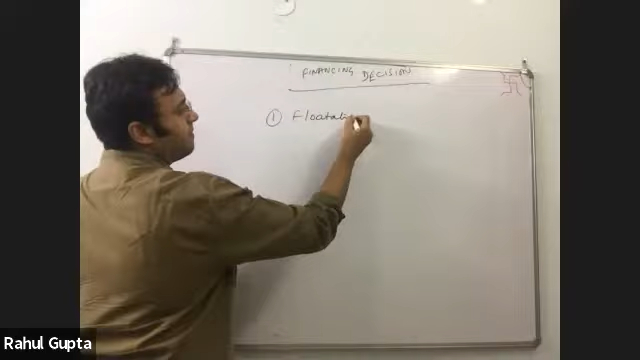 FINANCING DECISION
① Floatati
Rahul Gupta